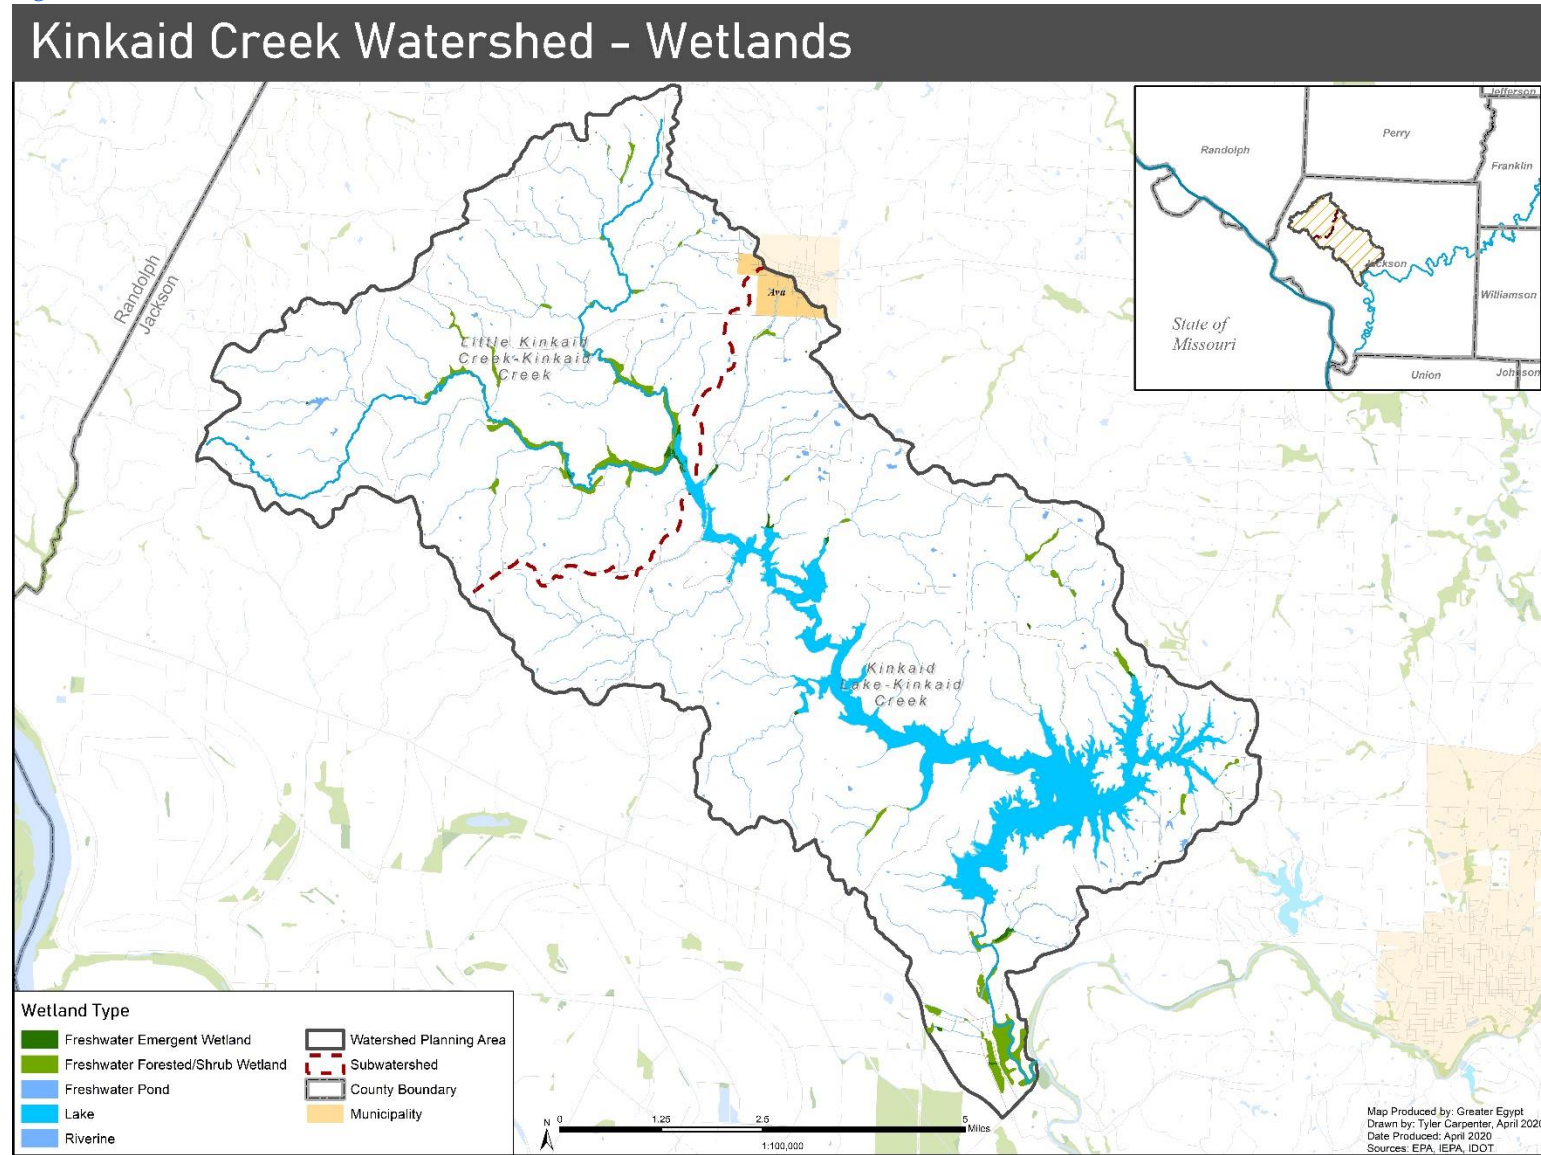 Kinkaid Creek Watershed - Wetlands
Randolph
Jackson
Little Kinkaid
Creek-Kinkaid
Creek
Ava
Kinkaid
Lake-Kinkaid
Creek
Jefferson
Perry
Randolph
Franklin
Jackson
Williamson
State of
Missouri
Union
Johnson
Wetland Type
Freshwater Emergent Wetland
Freshwater Forested/Shrub Wetland
Freshwater Pond
Lake
Riverine
Watershed Planning Area
Subwatershed
County Boundary
Municipality
N
0 1.25 2.5 5
Miles
1:100,000
Map Produced by: Greater Egypt
Drawn by: Tyler Carpenter, April 2020
Date Produced: April 2020
Sources: EPA, IEPA, IDOT